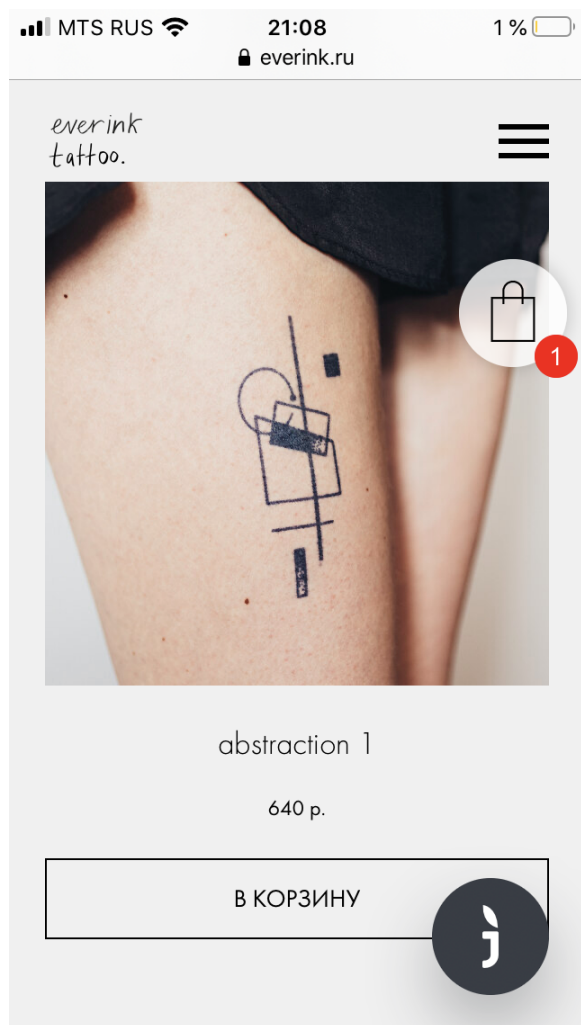 MTS RUS 21:08 1 %
everink.ru
everink
tattoo.
1
abstraction 1
640 р.
В КОРЗИНУ
j